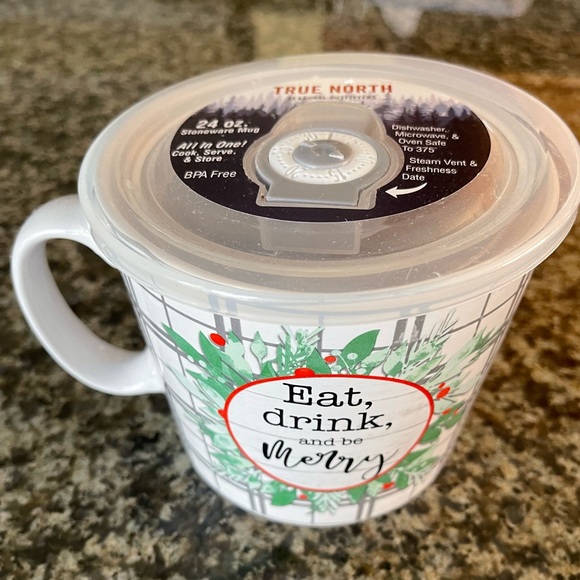 TRUE NORTH
24 oz.
Stoneware Mug
All In One!
Cook, Serve,
& Store
BPA Free
Dishwasher,
Microwave, &
Oven Safe
To 375°
Steam Vent &
Freshness
Date
Eat,
drink,
and be
Merry